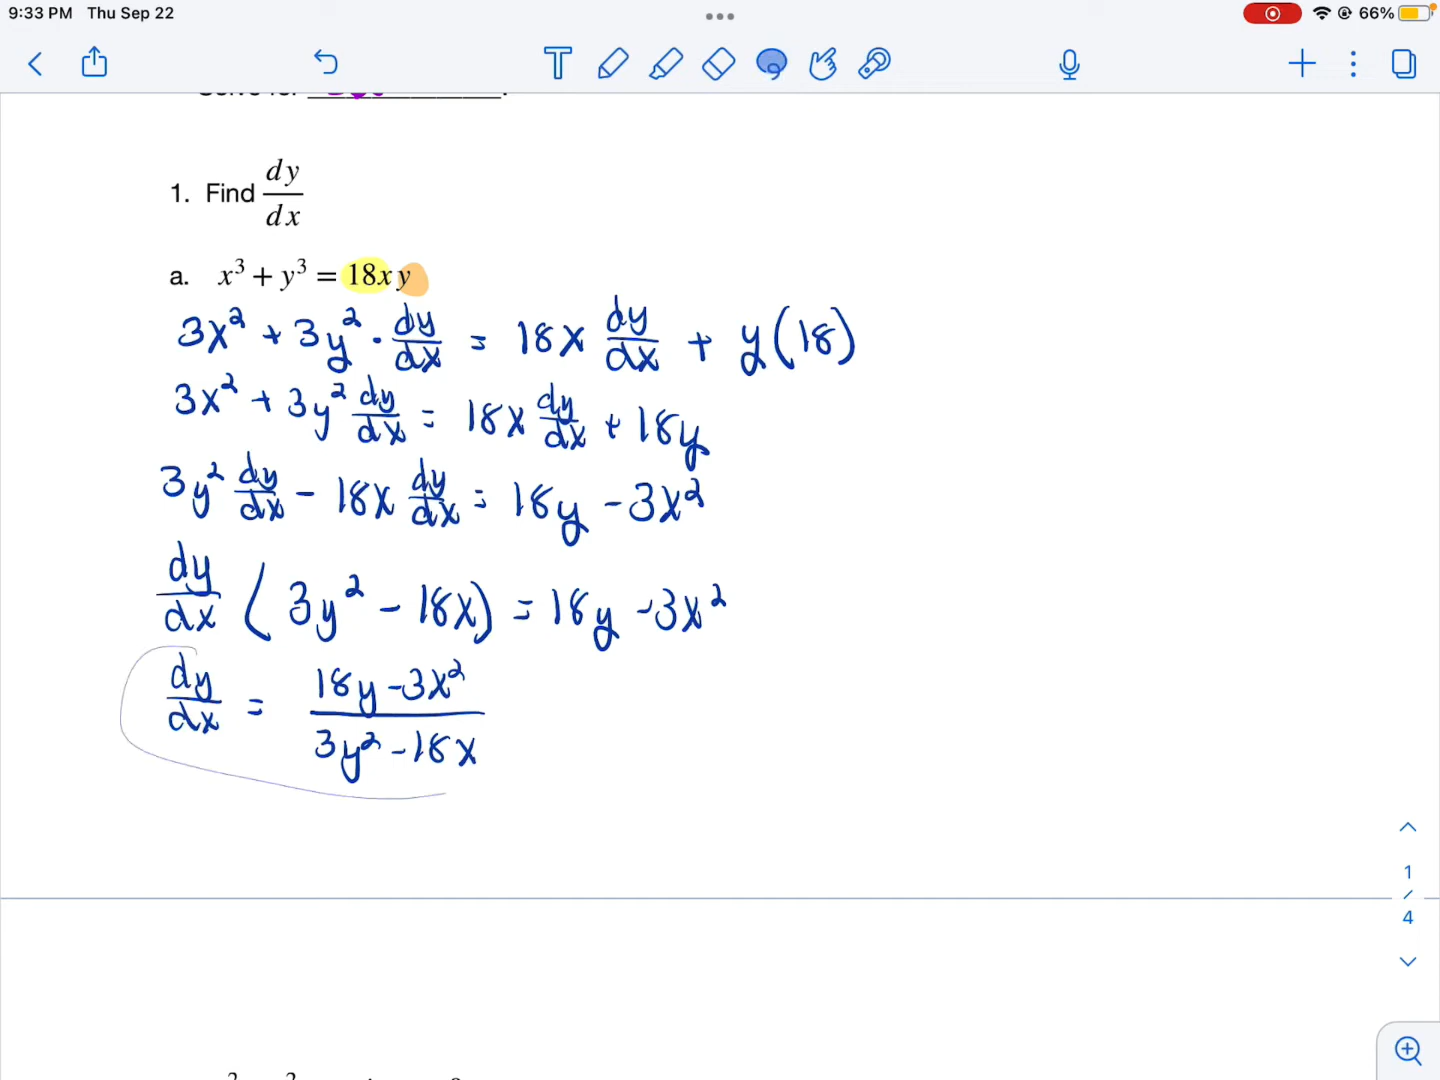 9:33 PM Thu Sep 22
66%
1. Find dy/dx
a. x³ + y³ = 18xy
3x² + 3y² · dy/dx = 18x dy/dx + y(18)
3x² + 3y² dy/dx = 18x dy/dx + 18y
3y² dy/dx - 18x dy/dx = 18y - 3x²
dy/dx (3y² - 18x) = 18y - 3x²
dy/dx = 18y - 3x² / 3y² - 18x
1
/
4